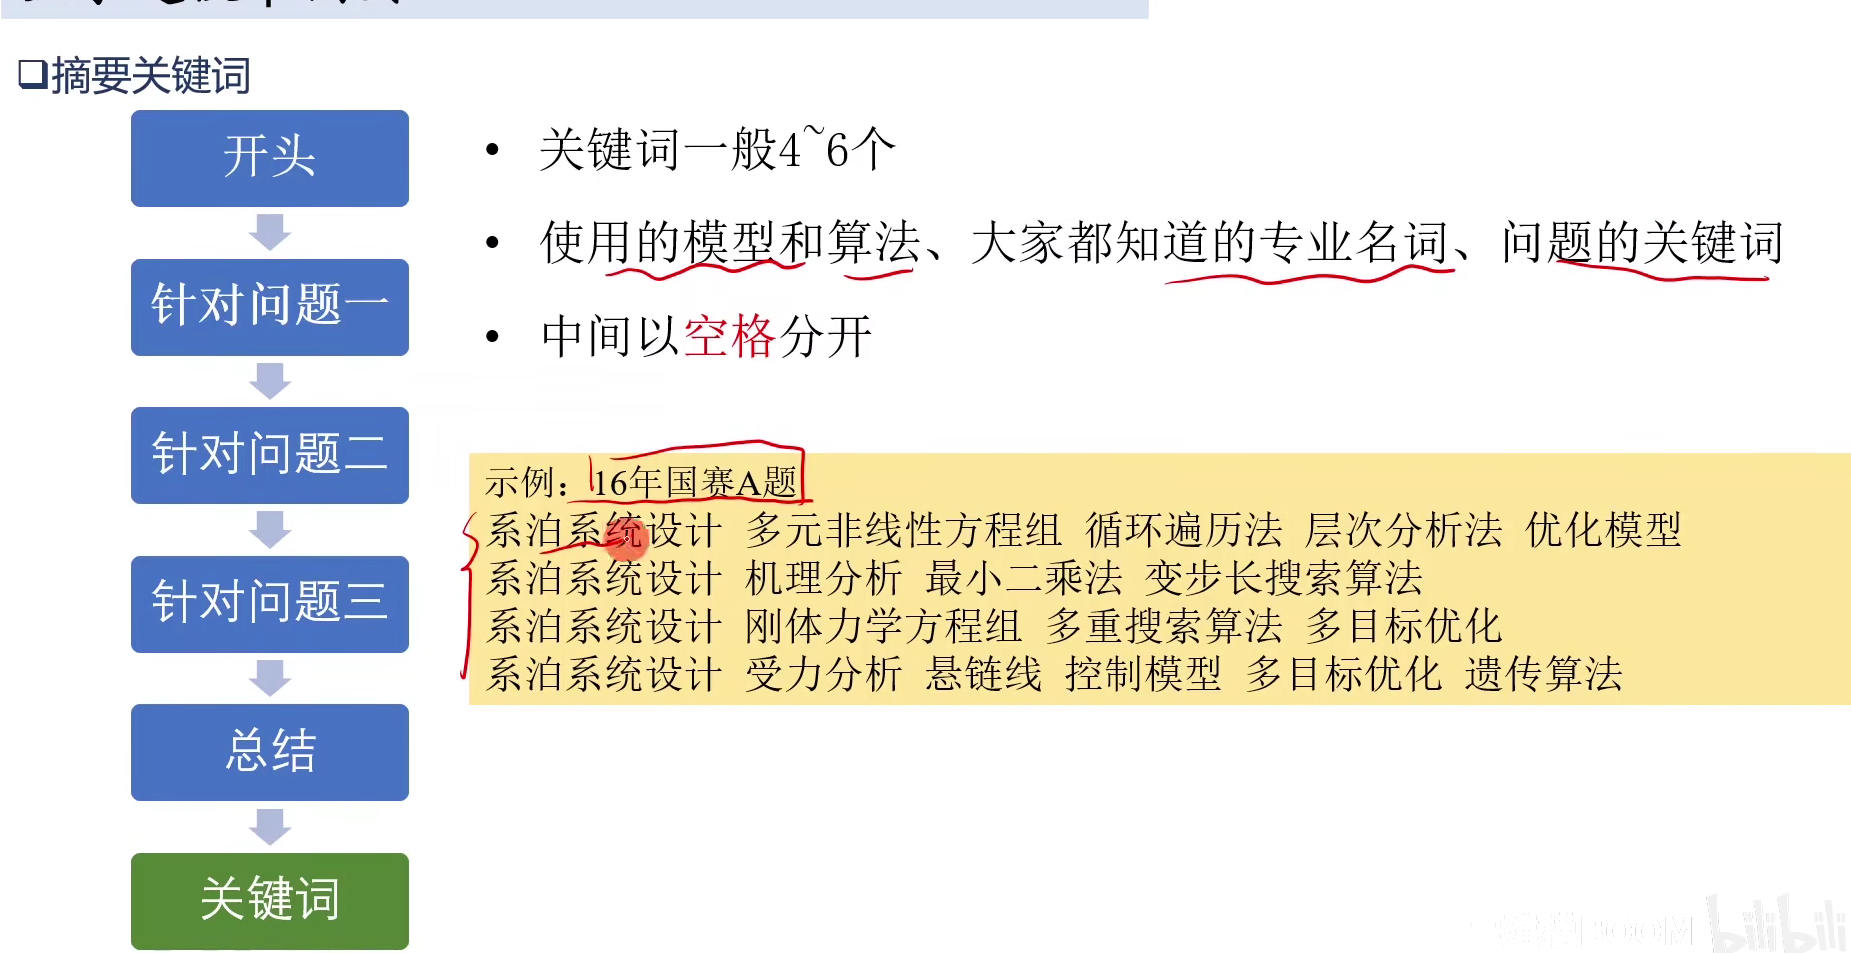 ❑摘要关键词
开头
针对问题一
针对问题二
针对问题三
总结
关键词
• 关键词一般4~6个
• 使用的模型和算法、大家都知道的专业名词、问题的关键词
• 中间以空格分开
示例：16年国赛A题
系泊系统设计 多元非线性方程组 循环遍历法 层次分析法 优化模型
系泊系统设计 机理分析 最小二乘法 变步长搜索算法
系泊系统设计 刚体力学方程组 多重搜索算法 多目标优化
系泊系统设计 受力分析 悬链线 控制模型 多目标优化 遗传算法
bilibili